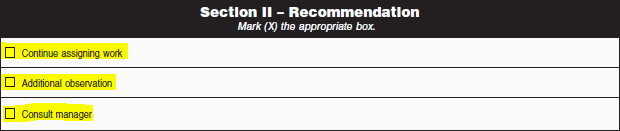 Section II – Recommendation
Mark (X) the appropriate box.
Continue assigning work
Additional observation
Consult manager